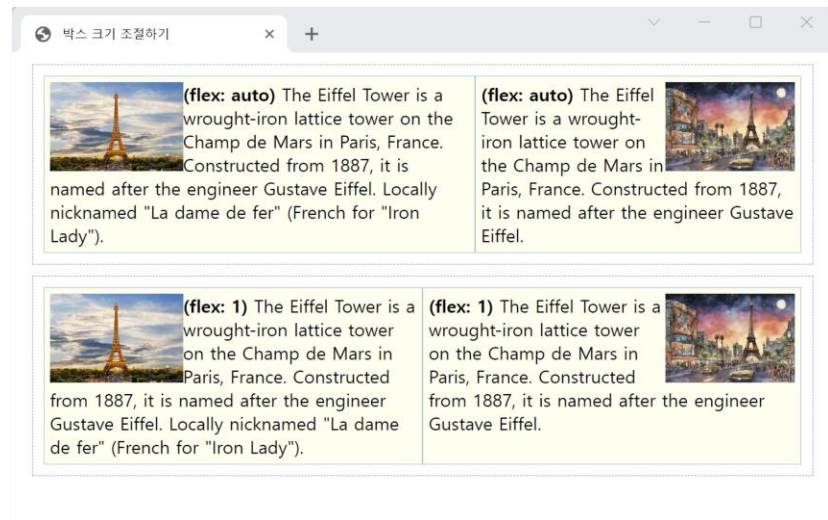 박스 크기 조절하기
(flex: auto) The Eiffel Tower is a
wrought-iron lattice tower on the
Champ de Mars in Paris, France.
Constructed from 1887, it is
named after the engineer Gustave Eiffel. Locally
nicknamed "La dame de fer" (French for "Iron
Lady").
(flex: auto) The Eiffel
Tower is a wrought-
iron lattice tower on
the Champ de Mars in
Paris, France. Constructed from 1887,
it is named after the engineer Gustave
Eiffel.
(flex: 1) The Eiffel Tower is a
wrought-iron lattice tower
on the Champ de Mars in
Paris, France. Constructed
from 1887, it is named after the engineer
Gustave Eiffel. Locally nicknamed "La dame
de fer" (French for "Iron Lady").
(flex: 1) The Eiffel Tower is a
wrought-iron lattice tower
on the Champ de Mars in
Paris, France. Constructed
from 1887, it is named after the engineer
Gustave Eiffel.